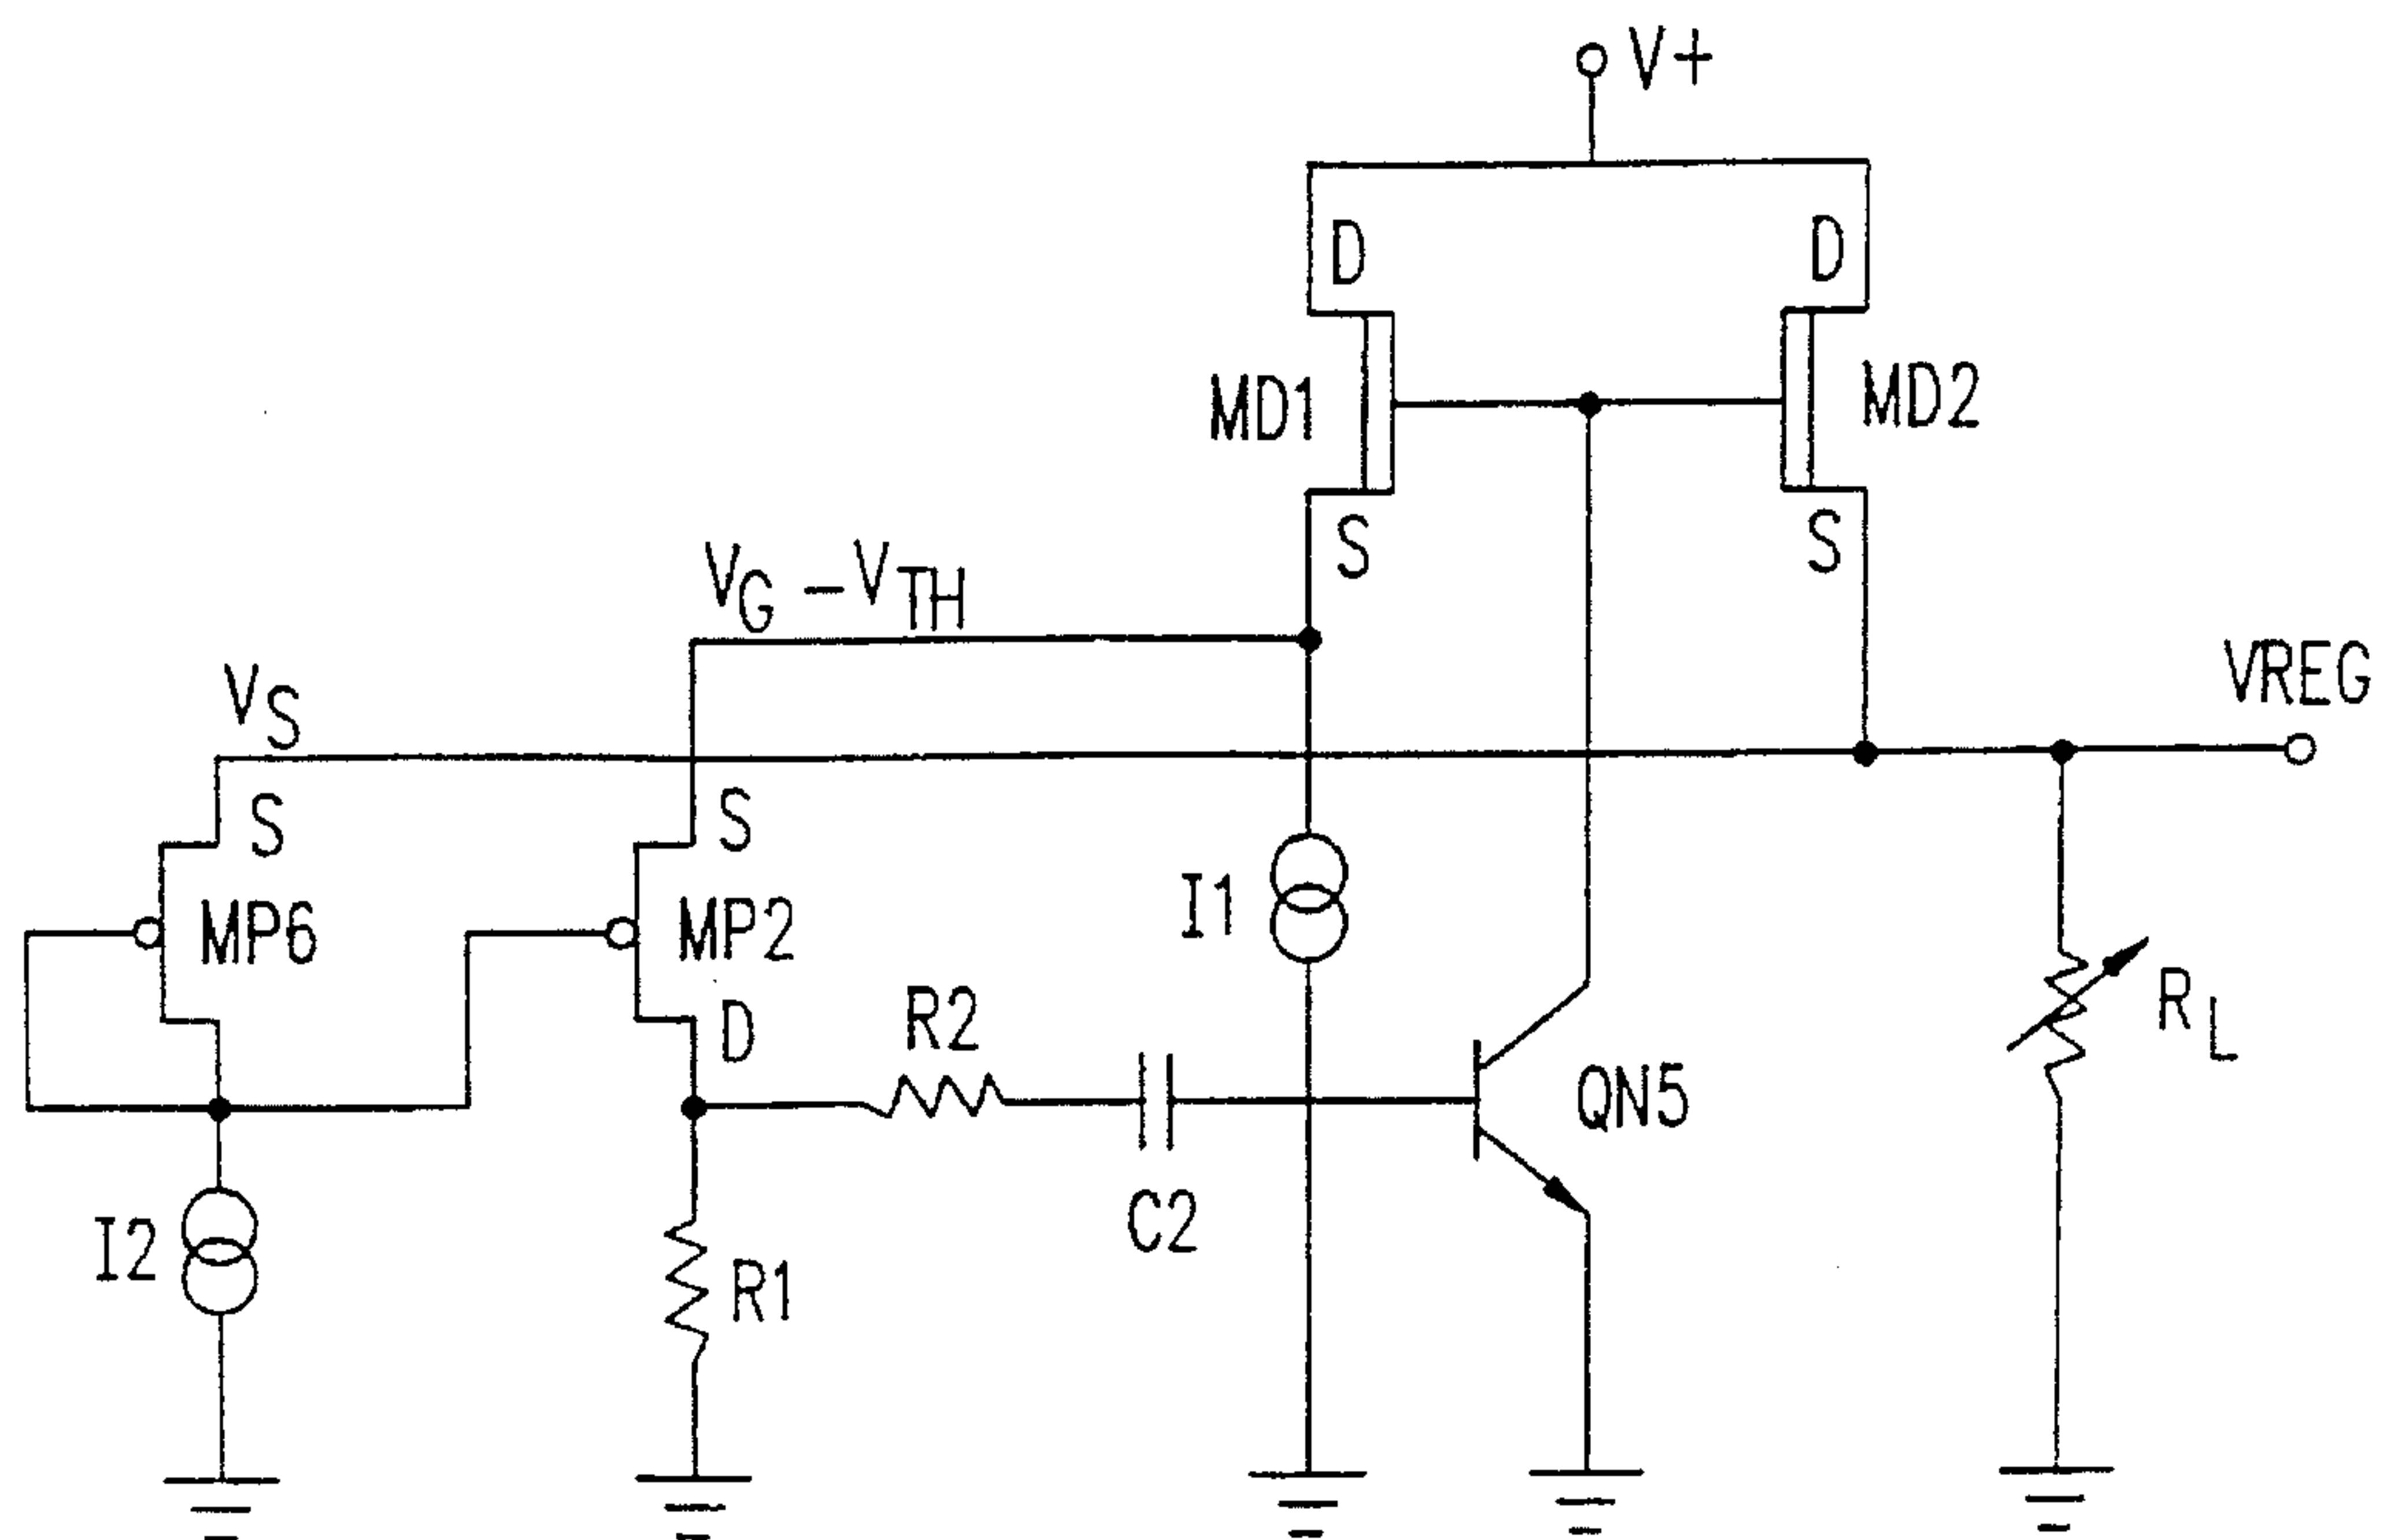 V+
D
D
MD1
MD2
S
S
VG -VTH
VS
VREG
S
S
MP6
MP2
I1
RL
D
R2
QN5
C2
I2
R1